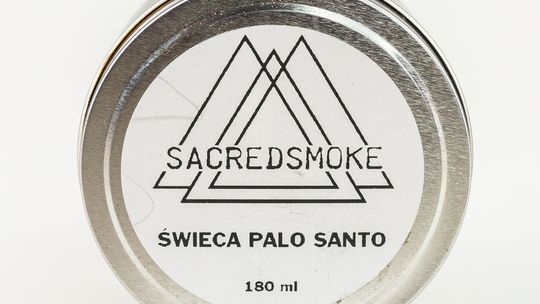 SACREDSMOKE
ŚWIECA PALO SANTO
180 ml